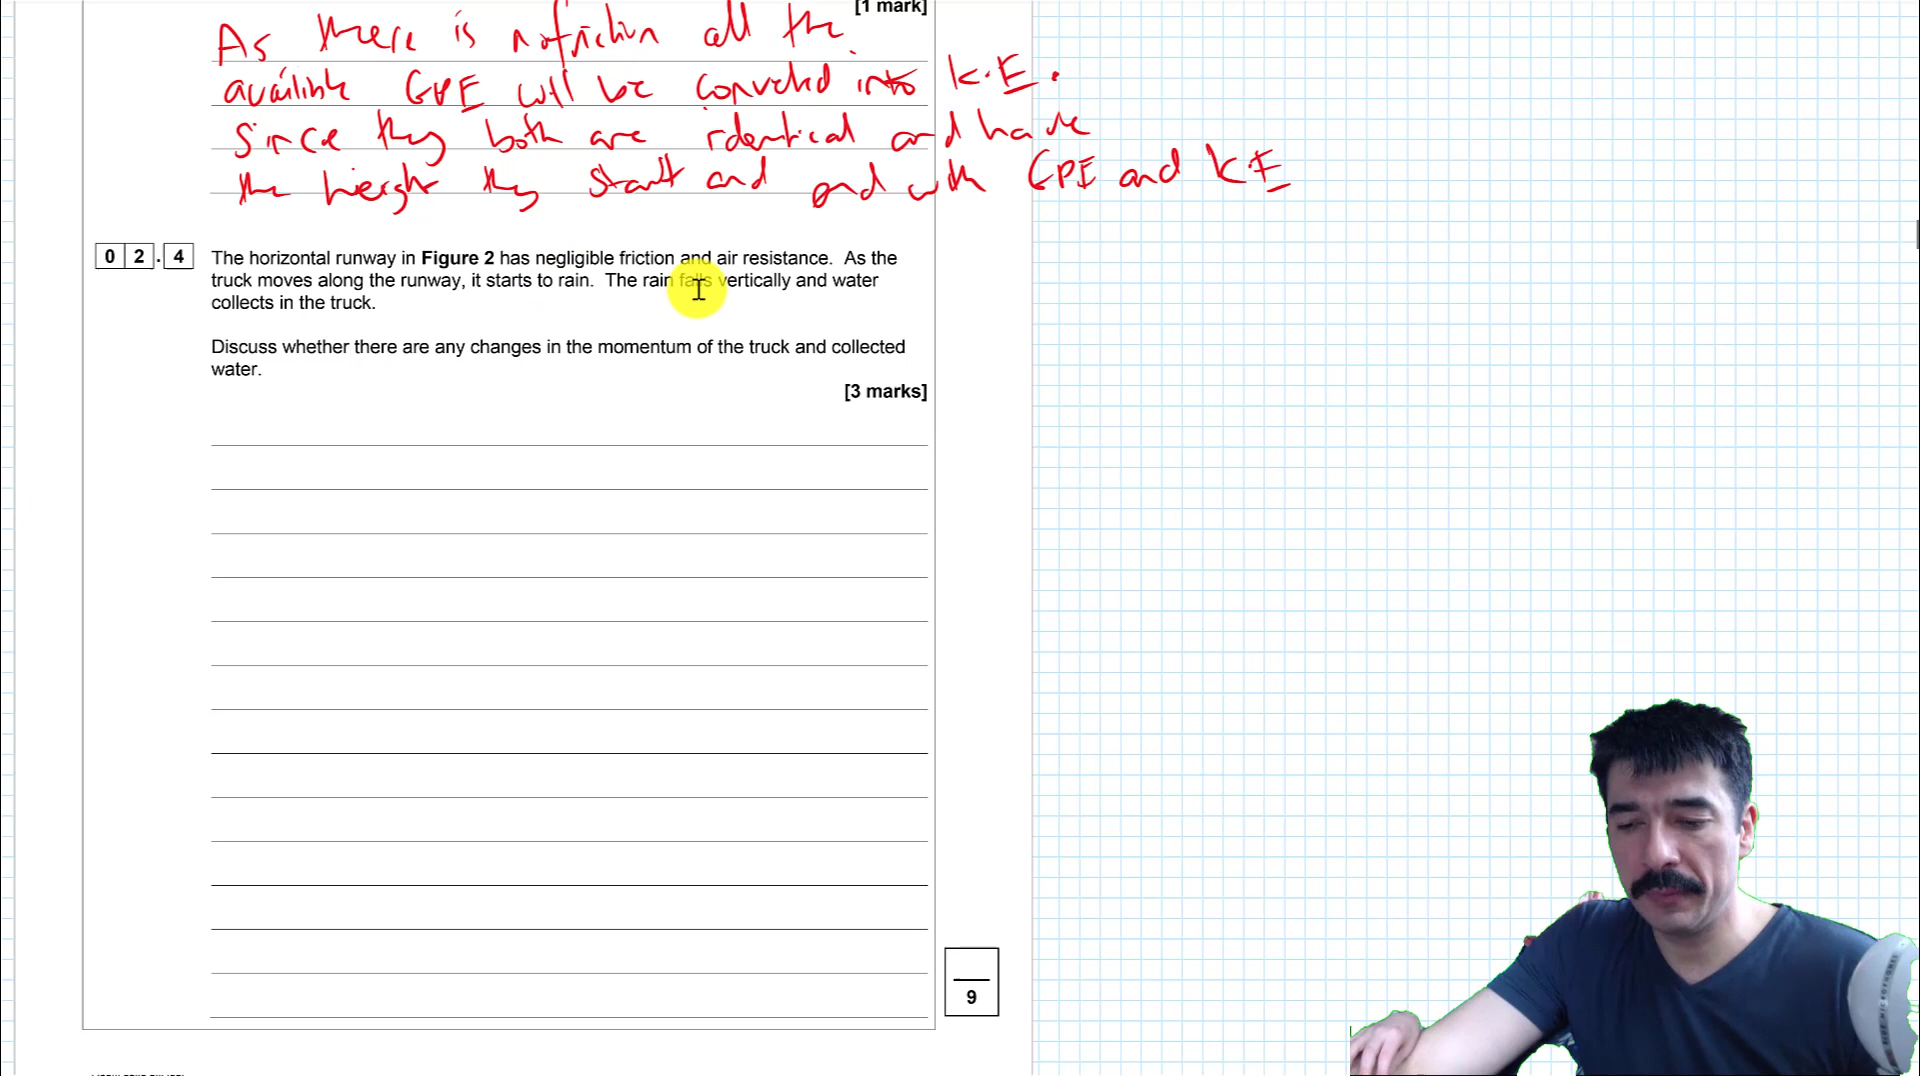 [1 mark]
As there is no friction all the
available GPE will be converted into K.E.
Since they both are identical and have
the height they start and end with GPE and KE
0 2 . 4 The horizontal runway in Figure 2 has negligible friction and air resistance. As the
truck moves along the runway, it starts to rain. The rain falls vertically and water
collects in the truck.
Discuss whether there are any changes in the momentum of the truck and collected
water.
[3 marks]
9